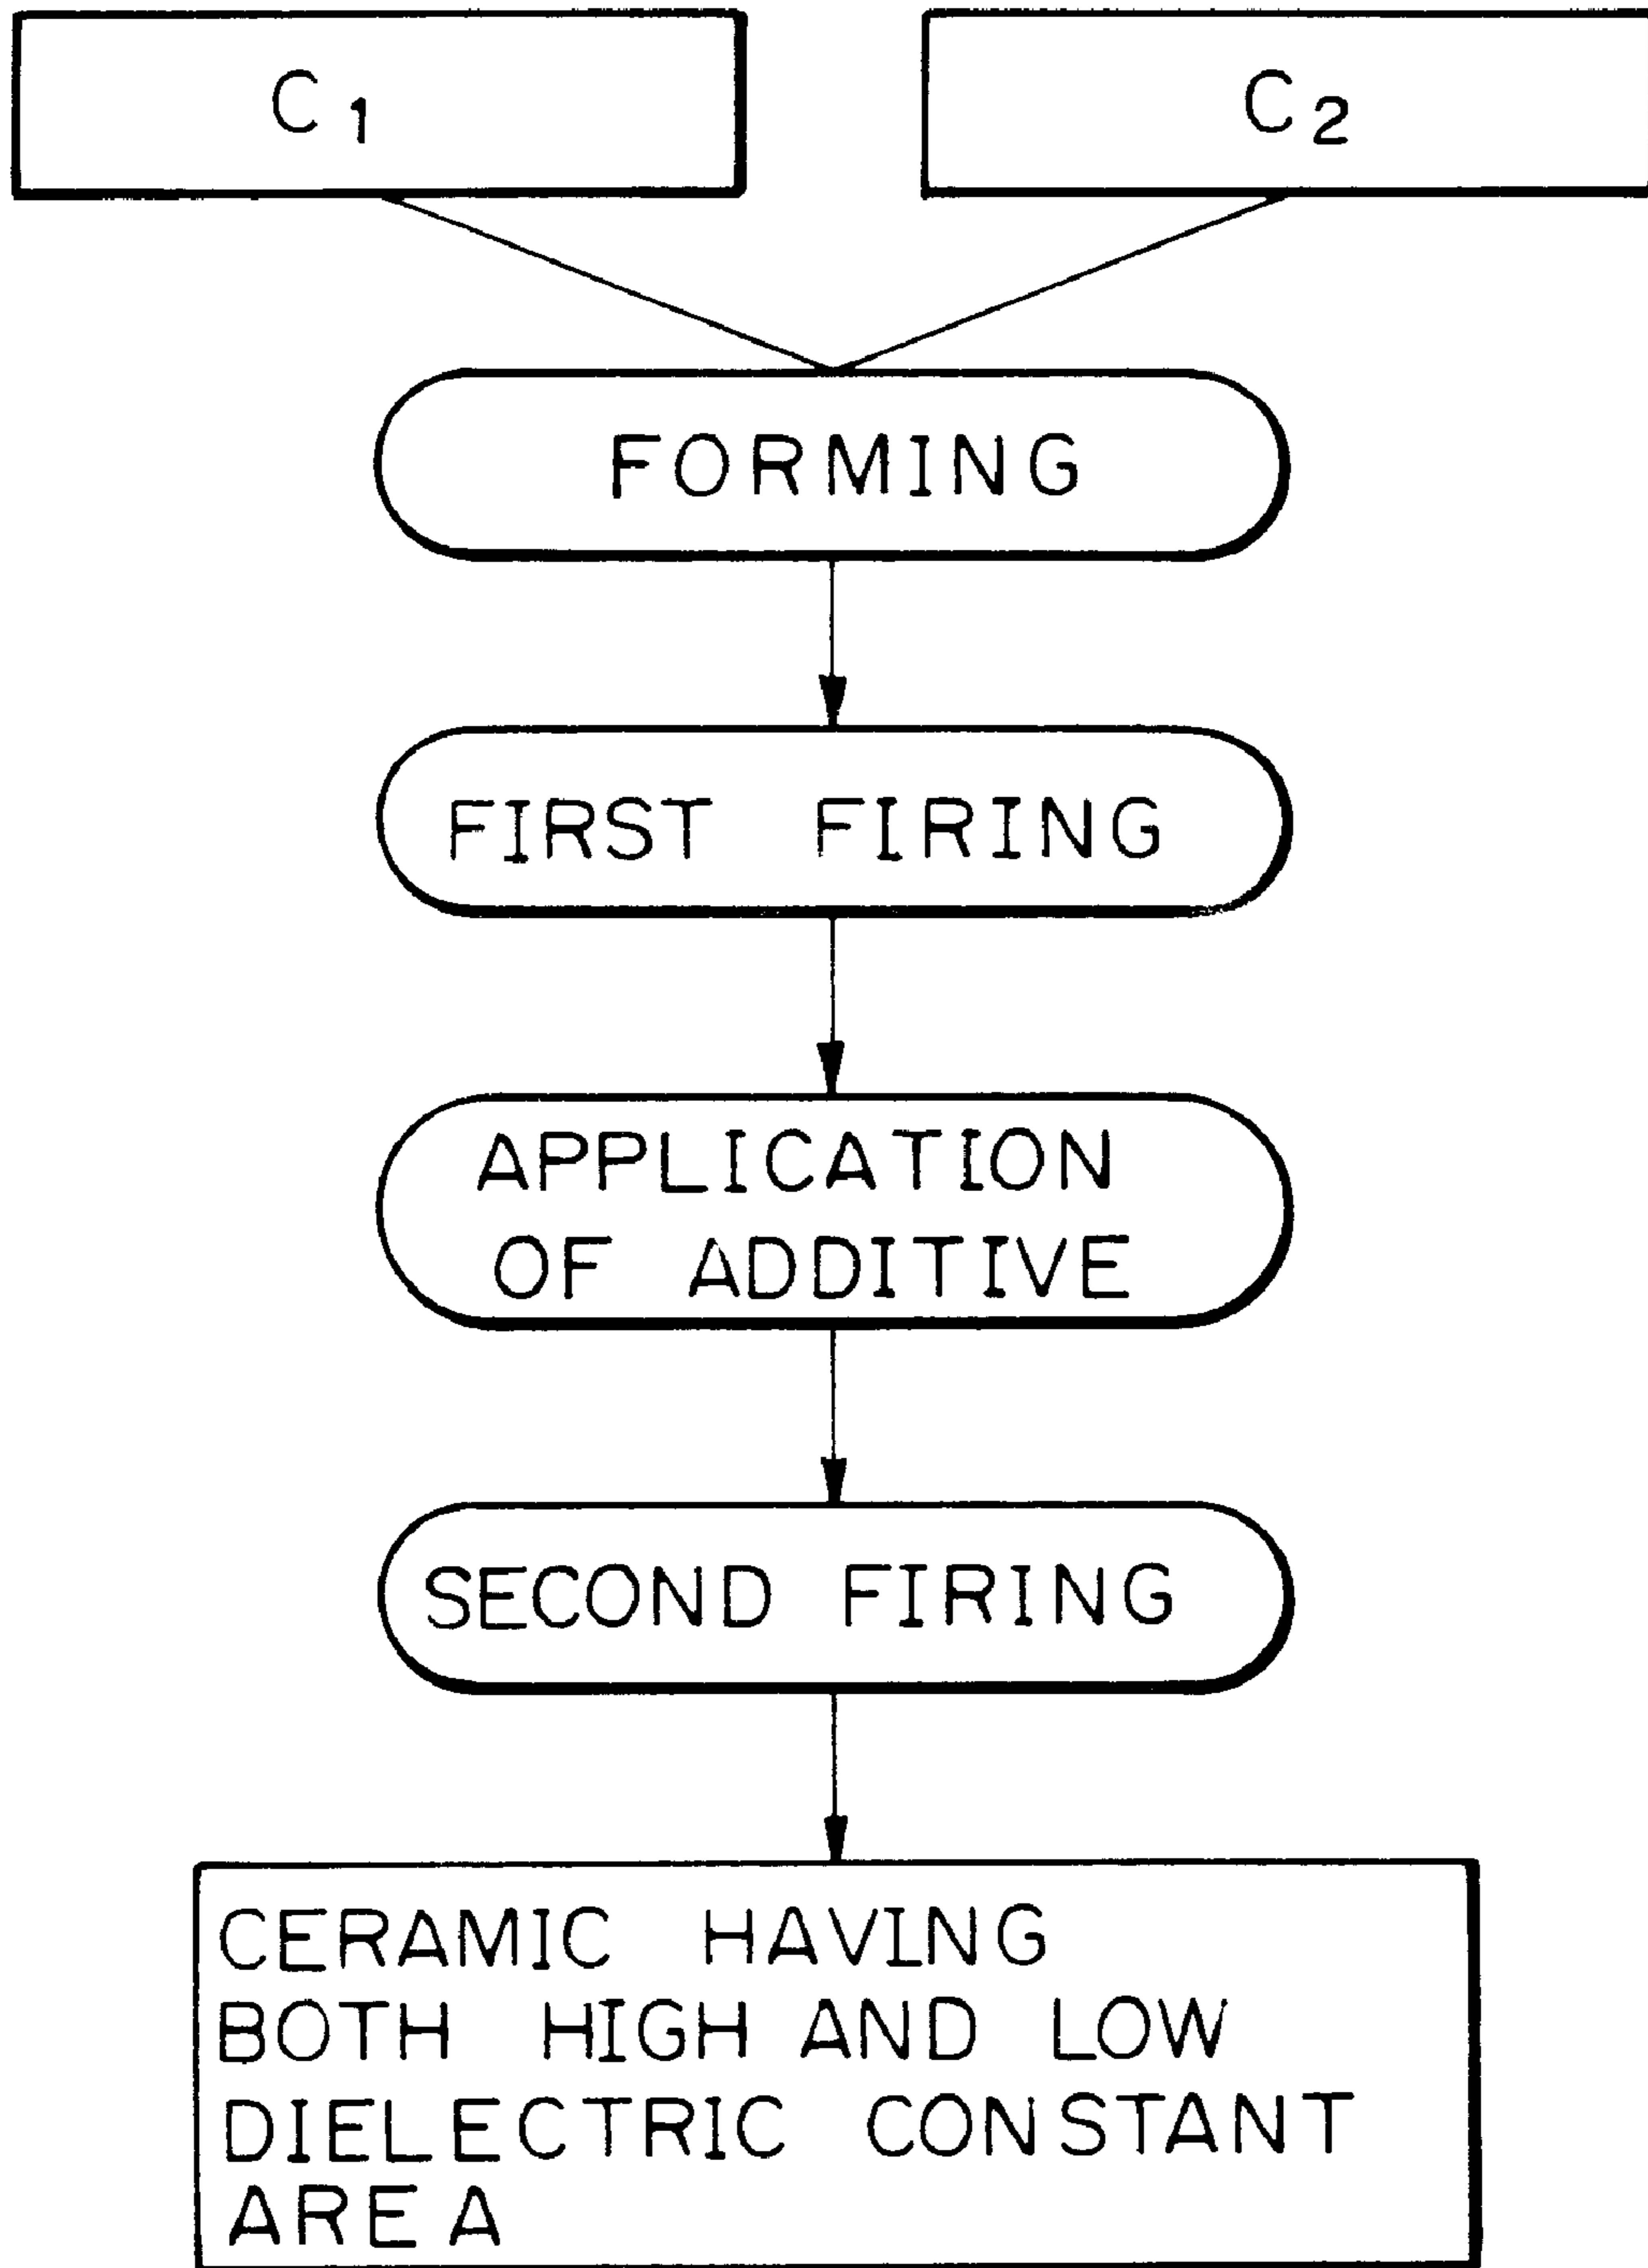 C1
C2
FORMING
FIRST FIRING
APPLICATION
OF ADDITIVE
SECOND FIRING
CERAMIC HAVING
BOTH HIGH AND LOW
DIELECTRIC CONSTANT
AREA